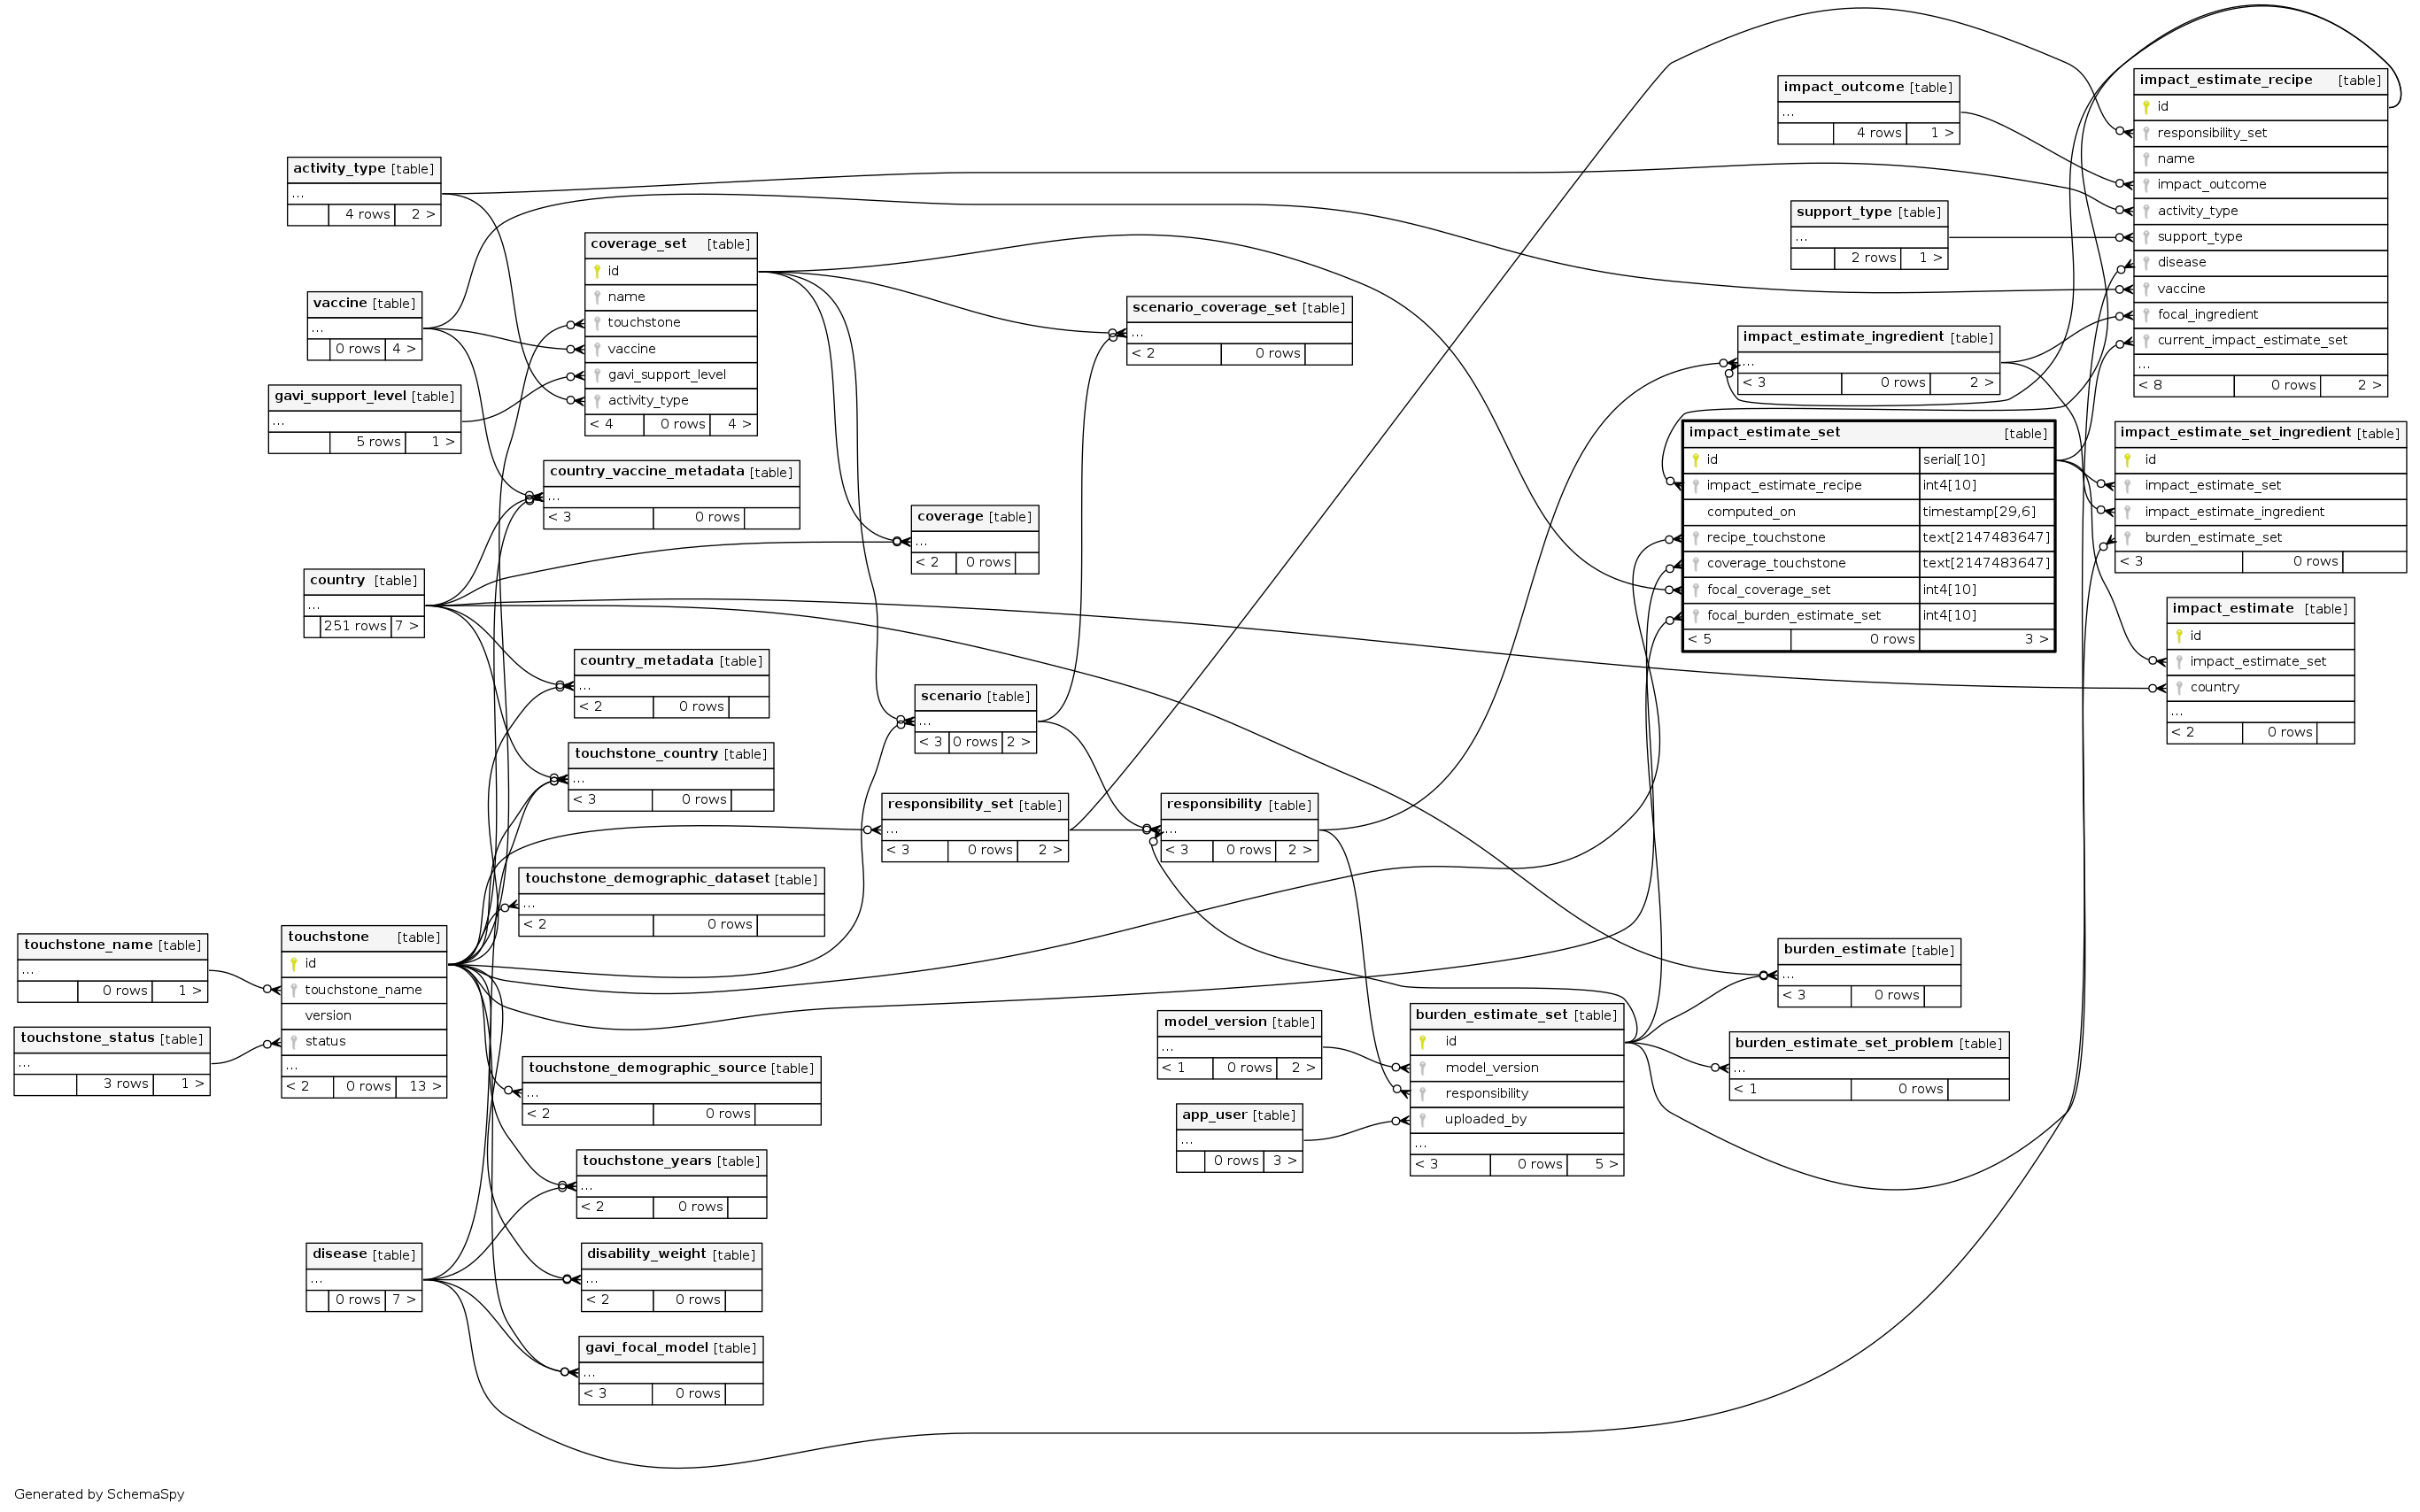 impact_estimate_recipe [table]
id
responsibility_set
name
impact_outcome
activity_type
support_type
disease
vaccine
focal_ingredient
current_impact_estimate_set
...
< 8 0 rows 2 >
impact_outcome [table]
...
4 rows 1 >
activity_type [table]
...
4 rows 2 >
support_type [table]
...
2 rows 1 >
coverage_set [table]
id
name
touchstone
vaccine
gavi_support_level
activity_type
< 4 0 rows 4 >
vaccine [table]
...
0 rows 4 >
scenario_coverage_set [table]
...
< 2 0 rows
impact_estimate_ingredient [table]
...
< 3 0 rows 2 >
gavi_support_level [table]
...
5 rows 1 >
impact_estimate_set [table]
id serial[10]
impact_estimate_recipe int4[10]
computed_on timestamp[29,6]
recipe_touchstone text[2147483647]
coverage_touchstone text[2147483647]
focal_coverage_set int4[10]
focal_burden_estimate_set int4[10]
< 5 0 rows 3 >
impact_estimate_set_ingredient [table]
id
impact_estimate_set
impact_estimate_ingredient
burden_estimate_set
< 3 0 rows
country_vaccine_metadata [table]
...
< 3 0 rows
coverage [table]
...
< 2 0 rows
country [table]
...
251 rows 7 >
impact_estimate [table]
id
impact_estimate_set
country
...
< 2 0 rows
country_metadata [table]
...
< 2 0 rows
scenario [table]
...
< 3 0 rows 2 >
touchstone_country [table]
...
< 3 0 rows
responsibility_set [table]
...
< 3 0 rows 2 >
responsibility [table]
...
< 3 0 rows 2 >
touchstone_demographic_dataset [table]
...
< 2 0 rows
touchstone_name [table]
...
0 rows 1 >
touchstone [table]
id
touchstone_name
version
status
...
< 2 0 rows 13 >
touchstone_status [table]
...
3 rows 1 >
burden_estimate [table]
...
< 3 0 rows
model_version [table]
...
< 1 0 rows 2 >
burden_estimate_set [table]
id
model_version
responsibility
uploaded_by
...
< 3 0 rows 5 >
burden_estimate_set_problem [table]
...
< 1 0 rows
touchstone_demographic_source [table]
...
< 2 0 rows
app_user [table]
...
0 rows 3 >
touchstone_years [table]
...
< 2 0 rows
disease [table]
...
0 rows 7 >
disability_weight [table]
...
< 2 0 rows
gavi_focal_model [table]
...
< 3 0 rows
Generated by SchemaSpy